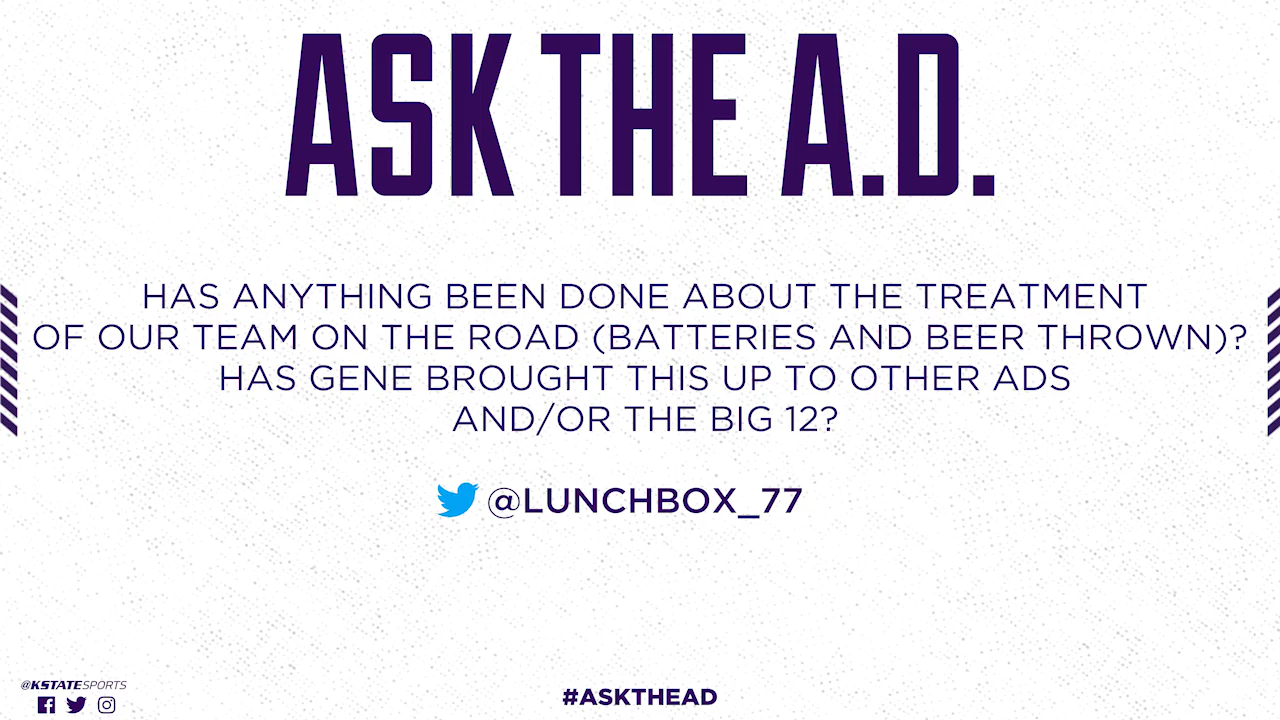 ASK THE A.D.
HAS ANYTHING BEEN DONE ABOUT THE TREATMENT
OF OUR TEAM ON THE ROAD (BATTERIES AND BEER THROWN)?
HAS GENE BROUGHT THIS UP TO OTHER ADS
AND/OR THE BIG 12?
@LUNCHBOX_77
@KSTATESPORTS
#ASKTHEAD